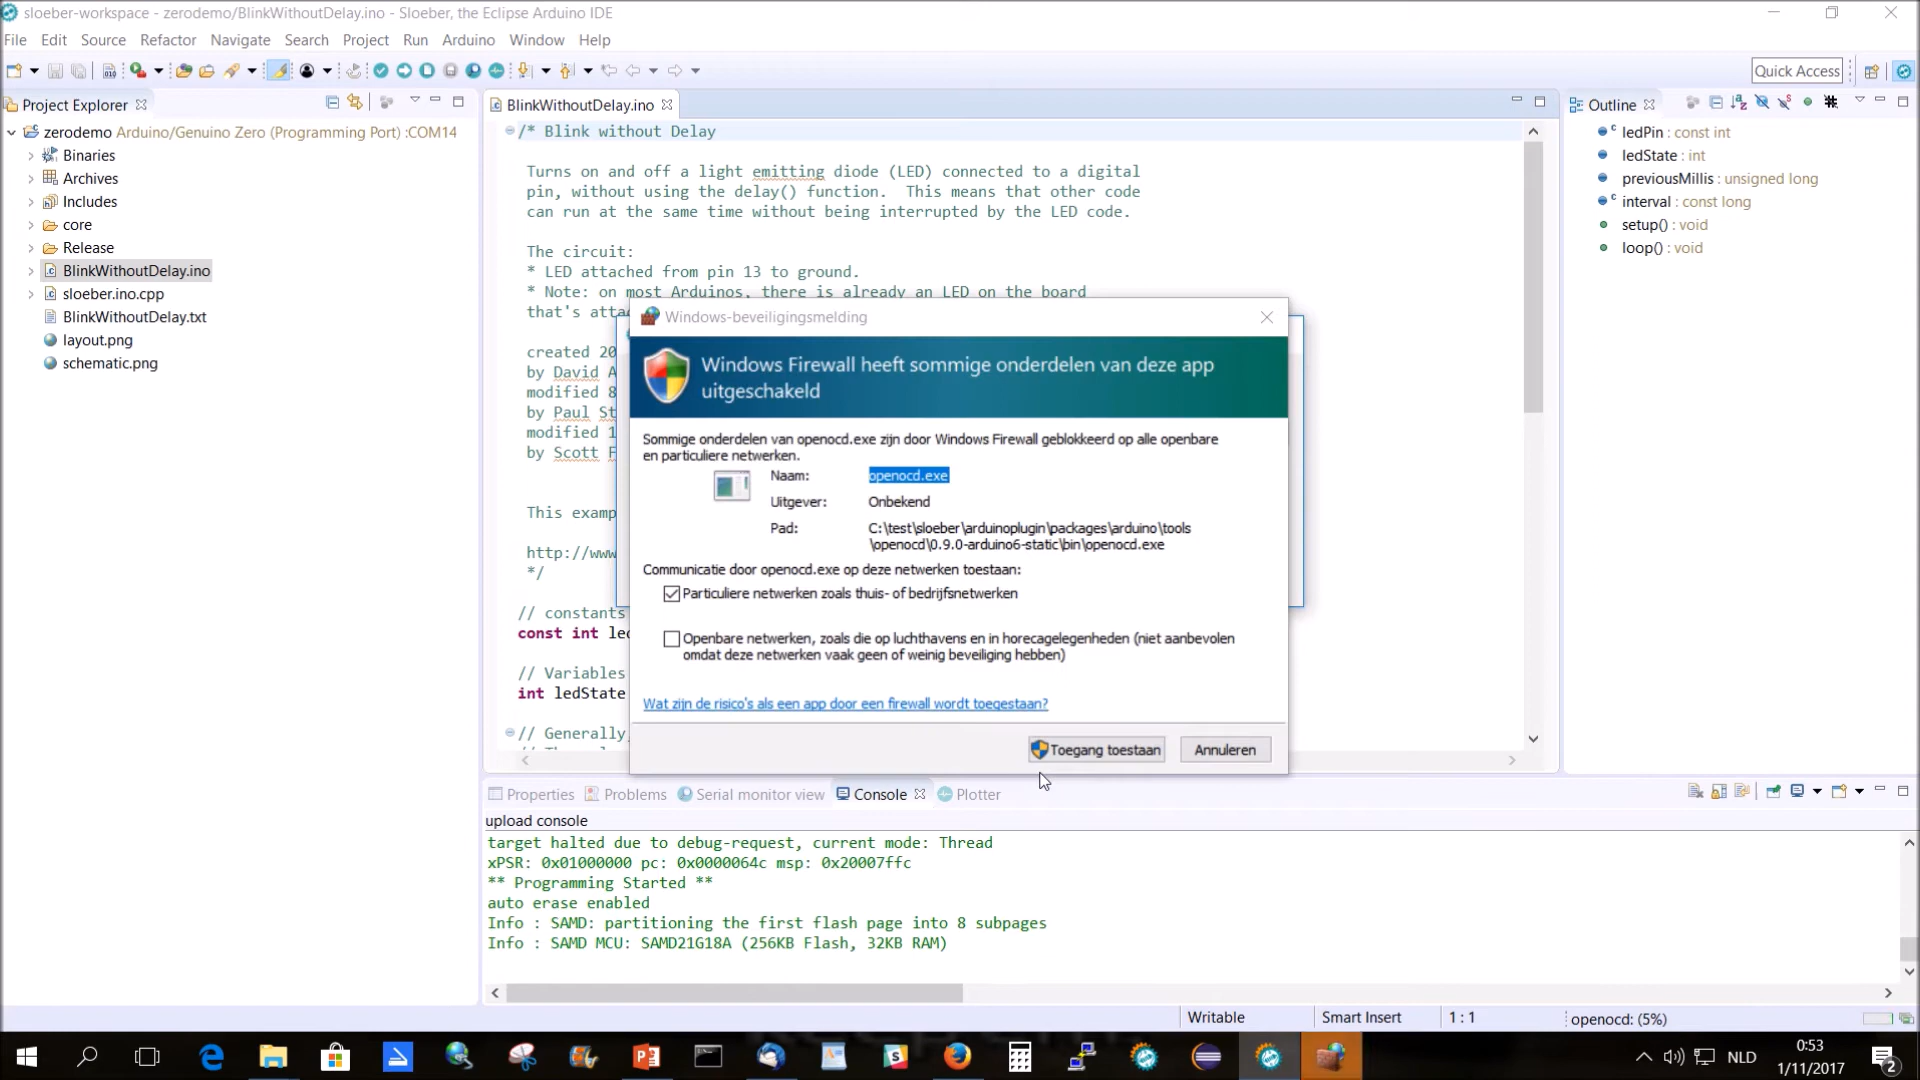 sloeber-workspace - zerodemo/BlinkWithoutDelay.ino - Sloeber, the Eclipse Arduino IDE
File Edit Source Refactor Navigate Search Project Run Arduino Window Help
Quick Access
Project Explorer
zerodemo Arduino/Genuino Zero (Programming Port) :COM14
Binaries
Archives
Includes
core
Release
BlinkWithoutDelay.ino
sloeber.ino.cpp
BlinkWithoutDelay.txt
layout.png
schematic.png
BlinkWithoutDelay.ino
/* Blink without Delay
Turns on and off a light emitting diode (LED) connected to a digital
pin, without using the delay() function. This means that other code
can run at the same time without being interrupted by the LED code.
The circuit:
* LED attached from pin 13 to ground.
* Note: on most Arduinos, there is already an LED on the board
that's
created 20
by David A
modified 8
by Paul St
modified 1
by Scott F
This
http://www
*/
// constants
const int
// Variables
int ledState
// Generally,
Windows-beveiligingsmelding
Windows Firewall heeft sommige onderdelen van deze app
uitgeschakeld
Sommige onderdelen van openocd.exe zijn door Windows Firewall geblokkeerd op alle openbare
en particuliere netwerken.
Naam: openocd.exe
Uitgever: Onbekend
Pad: C:\test\sloeber\arduinoplugin\packages\arduino\tools
\openocd\0.9.0-arduino6-static\bin\openocd.exe
Communicatie door openocd.exe op deze netwerken toestaan:
Particuliere netwerken zoals thuis- of bedrijfsnetwerken
Openbare netwerken, zoals die op luchthavens en in horecagelegenheden (niet aanbevolen
omdat deze netwerken vaak geen of weinig beveiliging hebben)
Wat zijn de risico's als een app door een firewall wordt toegestaan?
Toegang toestaan Annuleren
Outline
ledPin : const int
ledState : int
previousMillis : unsigned long
interval : const long
setup() : void
loop() : void
Properties Problems Serial monitor view Console Plotter
upload console
target halted due to debug-request, current mode: Thread
xPSR: 0x01000000 pc: 0x0000064c msp: 0x20007ffc
** Programming Started **
auto erase enabled
Info : SAMD: partitioning the first flash page into 8 subpages
Info : SAMD MCU: SAMD21G18A (256KB Flash, 32KB RAM)
Writable Smart Insert 1 : 1 openocd: (5%)
NLD
0:53
1/11/2017
2